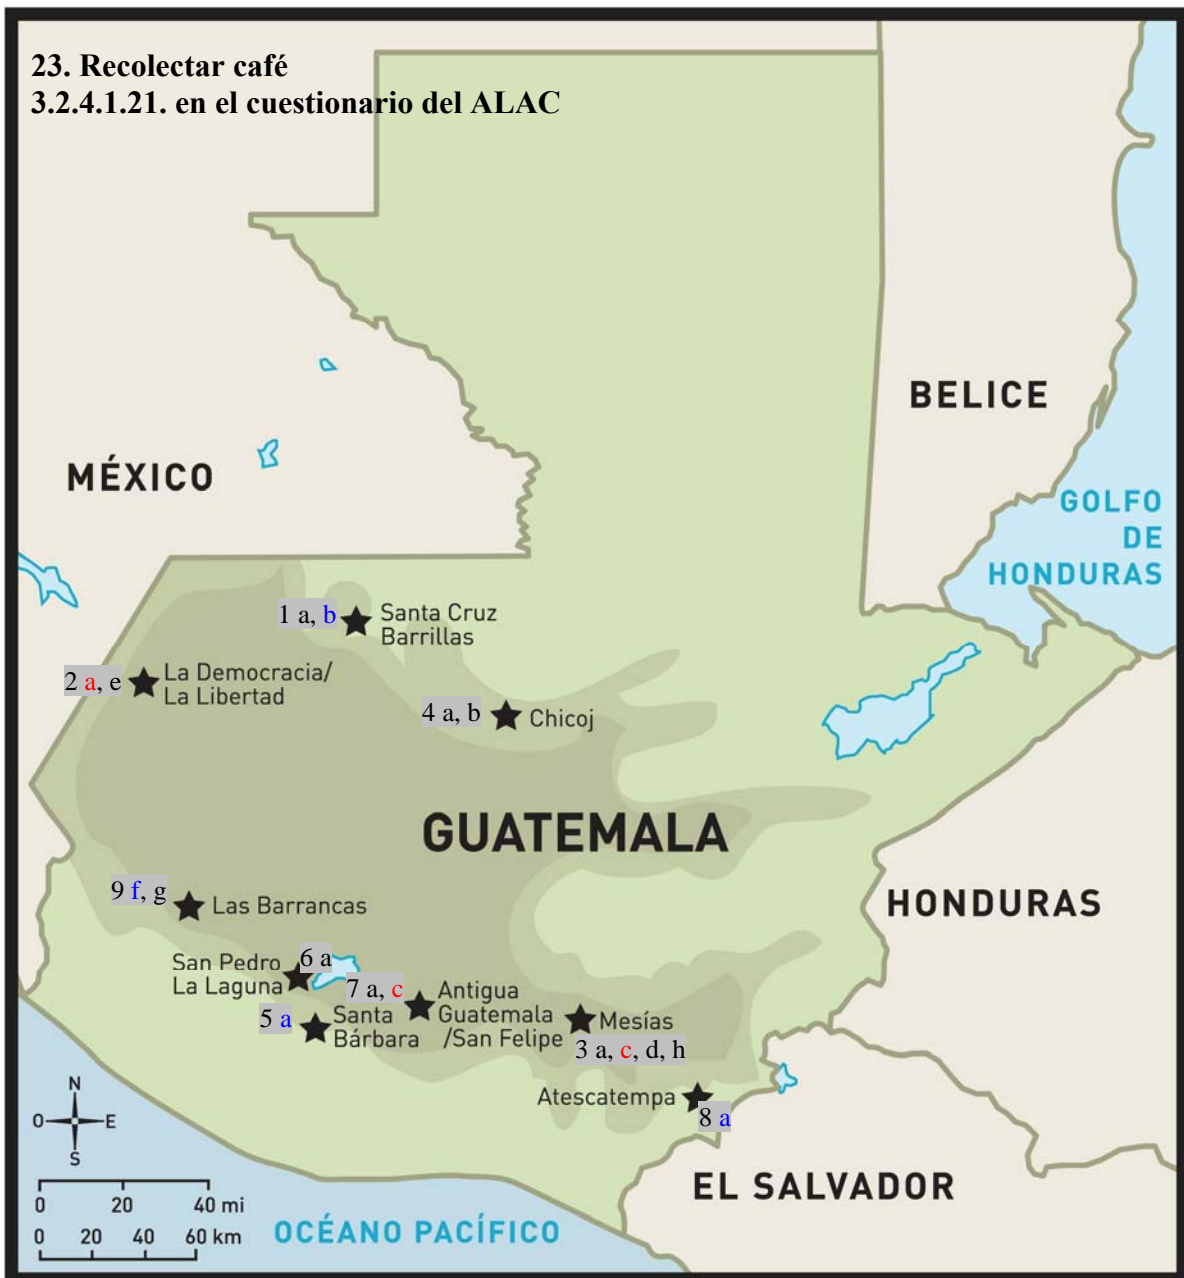 23. Recolectar café
3.2.4.1.21. en el cuestionario del ALAC
BELICE
MÉXICO
GOLFO
DE
HONDURAS
1 a, b
Santa Cruz
Barrillas
2 a, e
La Democracia/
La Libertad
4 a, b
Chicoj
GUATEMALA
9 f, g
Las Barrancas
HONDURAS
San Pedro
La Laguna
6 a
7 a, c
Antigua
Guatemala
/San Felipe
5 a
Santa
Bárbara
Mesías
3 a, c, d, h
Atescatempa
8 a
N
O
E
S
EL SALVADOR
0 20 40 mi
0 20 40 60 km
OCÉANO PACÍFICO